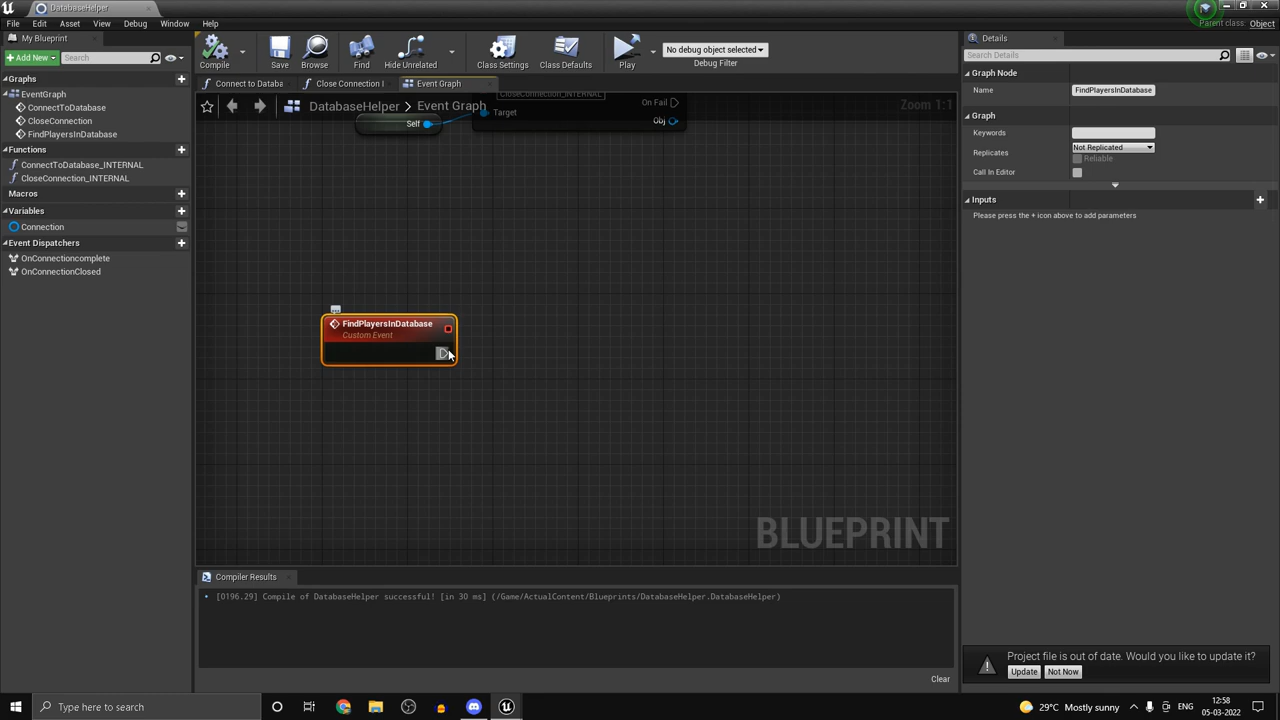 DatabaseHelper
File Edit Asset View Debug Window Help
Parent class: Object
My Blueprint
+ Add New Search
Graphs
EventGraph
ConnectToDatabase
CloseConnection
FindPlayersInDatabase
Functions
ConnectToDatabase_INTERNAL
CloseConnection_INTERNAL
Macros
Variables
Connection
Event Dispatchers
OnConnectioncomplete
OnConnectionClosed
Compile Save Browse Find Hide Unrelated Class Settings Class Defaults Play
No debug object selected
Debug Filter
Connect to Databa Close Connection I Event Graph
DatabaseHelper > Event Graph
Zoom 1:1
CloseConnection_INTERNAL
On Fail
Target
Obj
Self
FindPlayersInDatabase
Custom Event
BLUEPRINT
Compiler Results
[0196.29] Compile of DatabaseHelper successful! [in 30 ms] (/Game/ActualContent/Blueprints/DatabaseHelper.DatabaseHelper)
Clear
Details
Search Details
Graph Node
Name FindPlayersInDatabase
Graph
Keywords
Replicates Not Replicated
Reliable
Call In Editor
Inputs
Please press the + icon above to add parameters
Project file is out of date. Would you like to update it?
Update Not Now
Type here to search
29°C Mostly sunny
ENG
12:58
05-03-2022